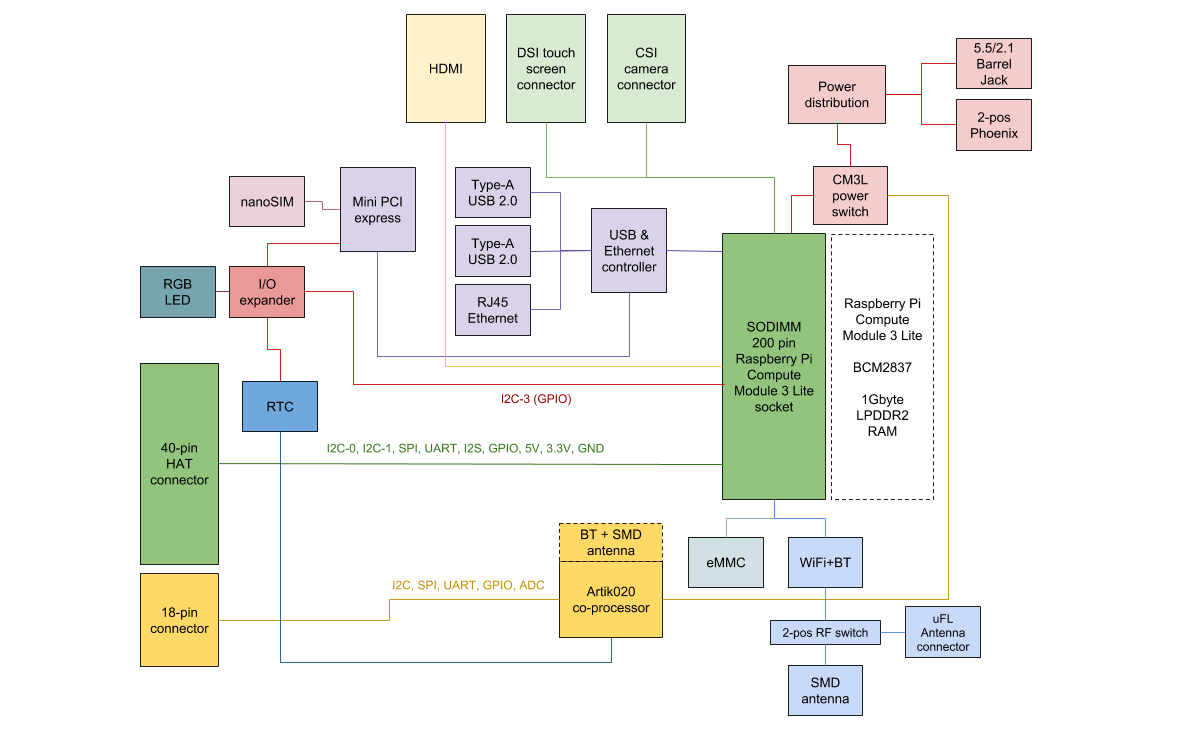 HDMI
DSI touch
screen
connector
CSI
camera
connector
Power
distribution
5.5/2.1
Barrel
Jack
2-pos
Phoenix
nanoSIM
Mini PCI
express
Type-A
USB 2.0
Type-A
USB 2.0
RJ45
Ethernet
USB &
Ethernet
controller
CM3L
power
switch
RGB
LED
I/O
expander
SODIMM
200 pin
Raspberry Pi
Compute
Module 3 Lite
socket
Raspberry Pi
Compute
Module 3 Lite
BCM2837
1Gbyte
LPDDR2
RAM
RTC
I2C-3 (GPIO)
40-pin
HAT
connector
I2C-0, I2C-1, SPI, UART, I2S, GPIO, 5V, 3.3V, GND
BT + SMD
antenna
Artik020
co-processor
eMMC
WiFi+BT
I2C, SPI, UART, GPIO, ADC
18-pin
connector
2-pos RF switch
uFL
Antenna
connector
SMD
antenna